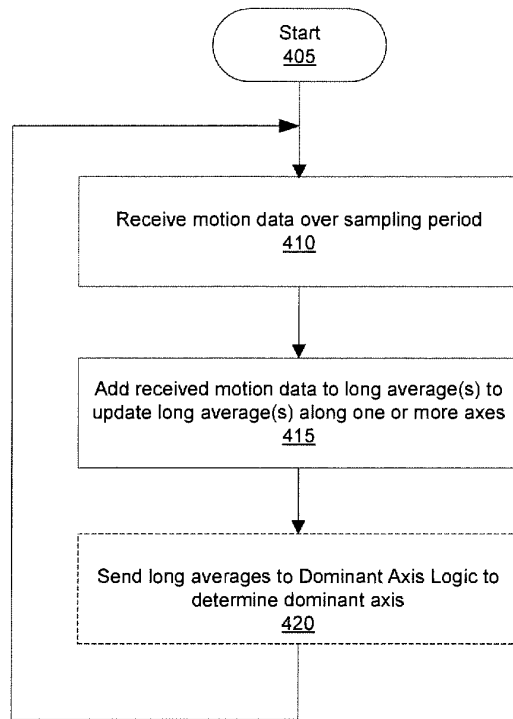 Start
405
Receive motion data over sampling period
410
Add received motion data to long average(s) to
update long average(s) along one or more axes
415
Send long averages to Dominant Axis Logic to
determine dominant axis
420